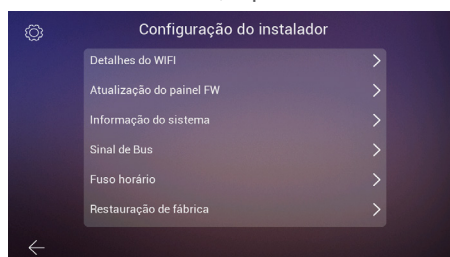 Configuração do instalador
Detalhes do WIFI
Atualização do painel FW
Informação do sistema
Sinal de Bus
Fuso horário
Restauração de fábrica